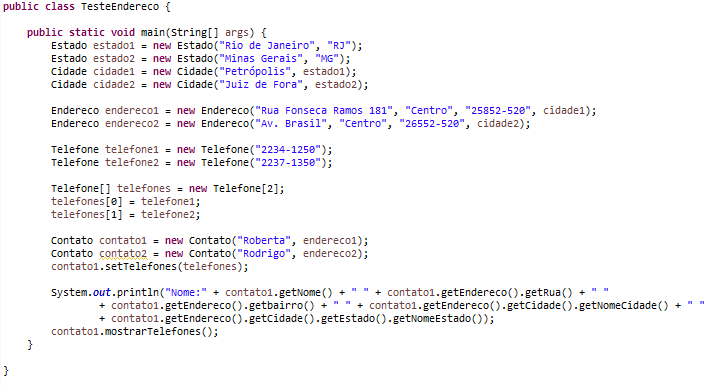 public class TesteEndereco {
public static void main(String[] args) {
Estado estado1 = new Estado("Rio de Janeiro", "RJ");
Estado estado2 = new Estado("Minas Gerais", "MG");
Cidade cidade1 = new Cidade("Petrópolis", estado1);
Cidade cidade2 = new Cidade("Juiz de Fora", estado2);
Endereco endereco1 = new Endereco("Rua Fonseca Ramos 181", "Centro", "25852-520", cidade1);
Endereco endereco2 = new Endereco("Av. Brasil", "Centro", "26552-520", cidade2);
Telefone telefone1 = new Telefone("2234-1250");
Telefone telefone2 = new Telefone("2237-1350");
Telefone[] telefones = new Telefone[2];
telefones[0] = telefone1;
telefones[1] = telefone2;
Contato contato1 = new Contato("Roberta", endereco1);
Contato contato2 = new Contato("Rodrigo", endereco2);
contato1.setTelefones(telefones);
System.out.println("Nome:" + contato1.getNome() + " " + contato1.getEndereco().getRua() + " "
+ contato1.getEndereco().getbairro() + " " + contato1.getEndereco().getCidade().getNomeCidade() + " "
+ contato1.getEndereco().getCidade().getEstado().getNomeEstado());
contato1.mostrarTelefones();
}
}